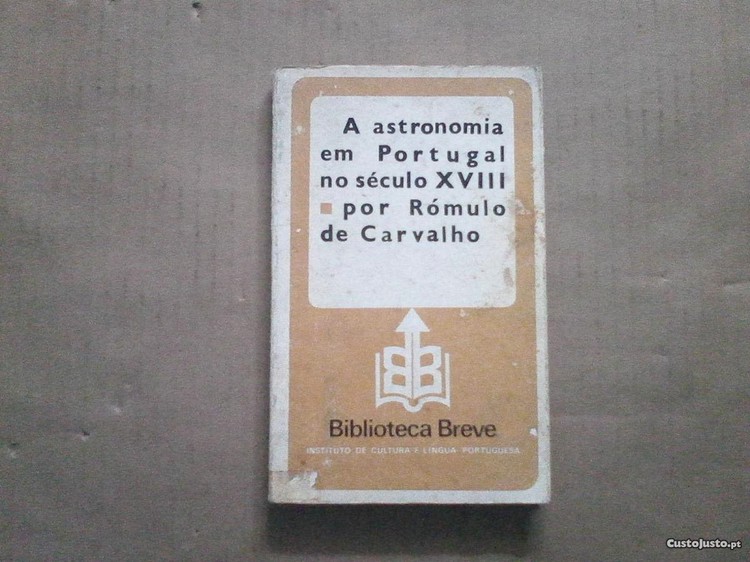 A astronomia
em Portugal
no século XVIII
por Rómulo
de Carvalho
BB
Biblioteca Breve
INSTITUTO DE CULTURA E LÍNGUA PORTUGUESA
CustoJusto.pt